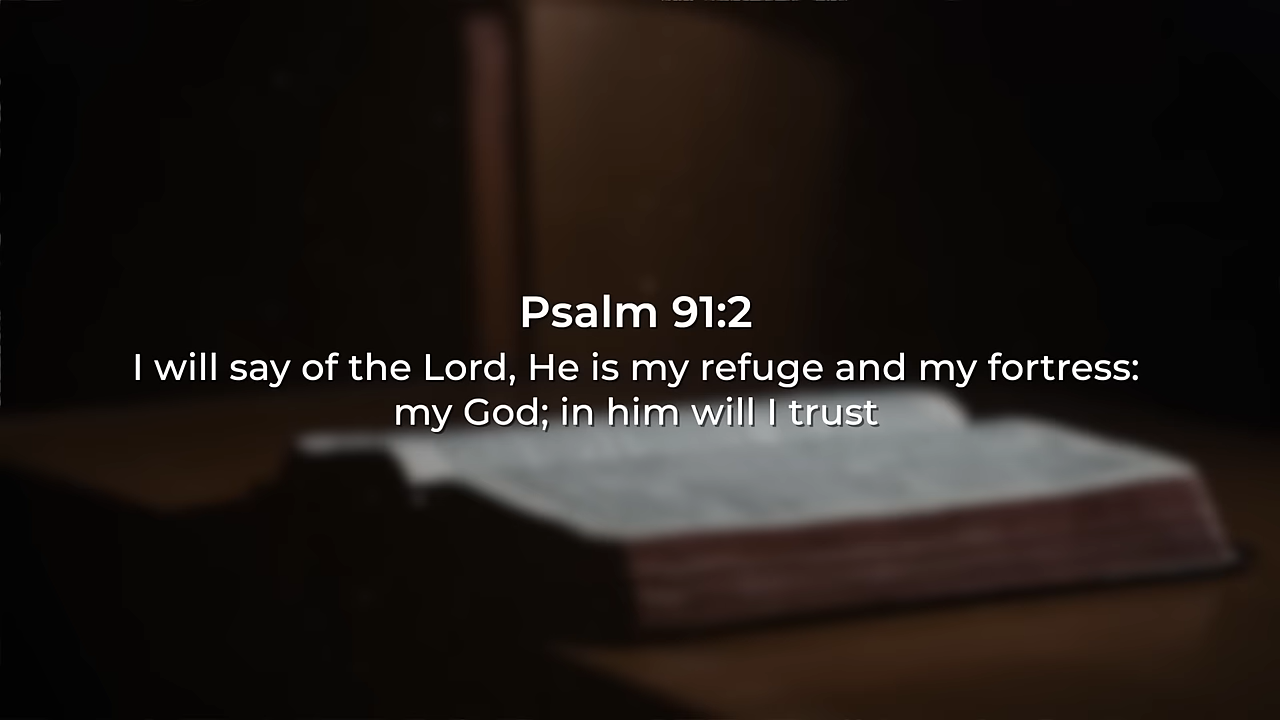 Psalm 91:2
I will say of the Lord, He is my refuge and my fortress:
my God; in him will I trust